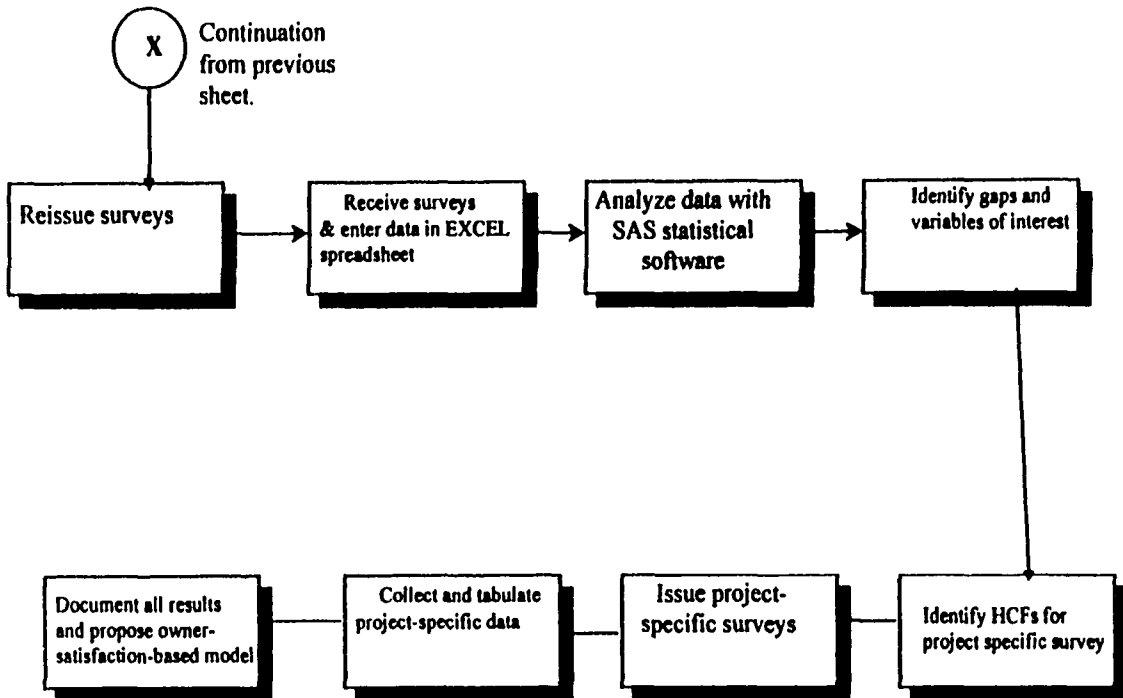 X
Continuation
from previous
sheet.
Reissue surveys
Receive surveys
& enter data in EXCEL
spreadsheet
Analyze data with
SAS statistical
software
Identify gaps and
variables of interest
Document all results
and propose owner-
satisfaction-based model
Collect and tabulate
project-specific data
Issue project-
specific surveys
Identify HCFs for
project specific survey